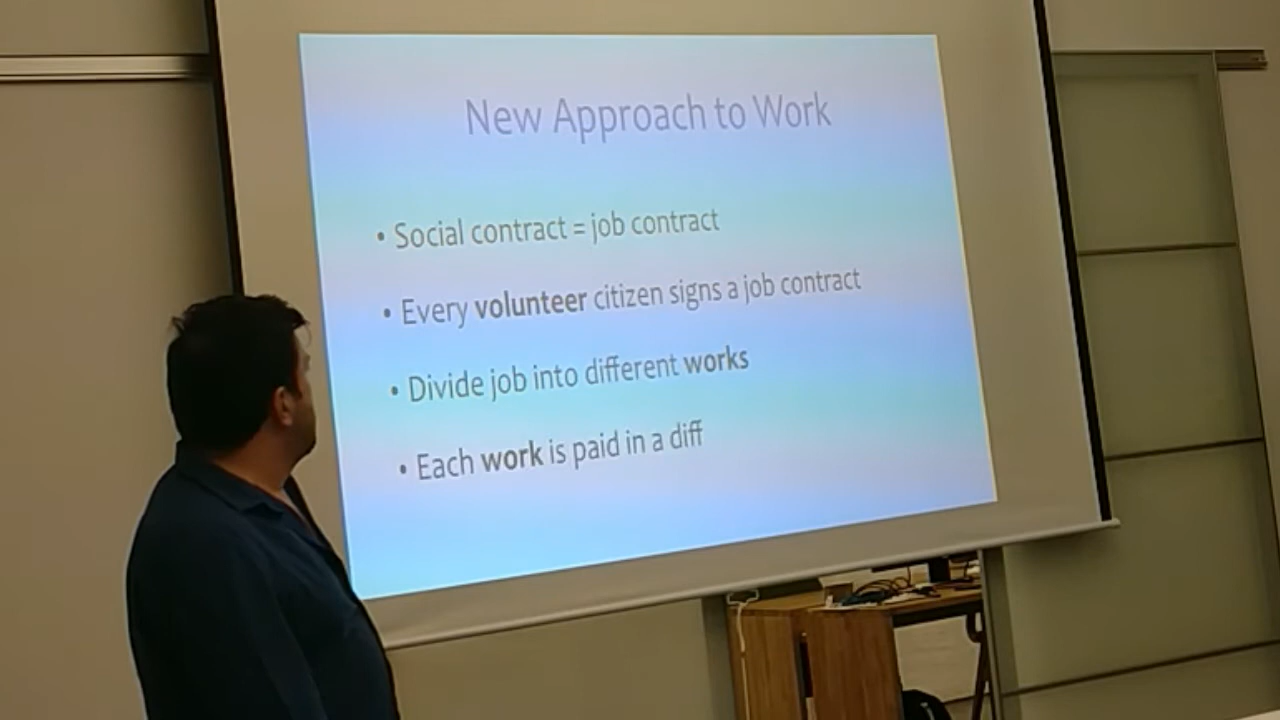 New Approach to Work
• Social contract = job contract
• Every volunteer citizen signs a job contract
• Divide job into different works
• Each work is paid in a diff